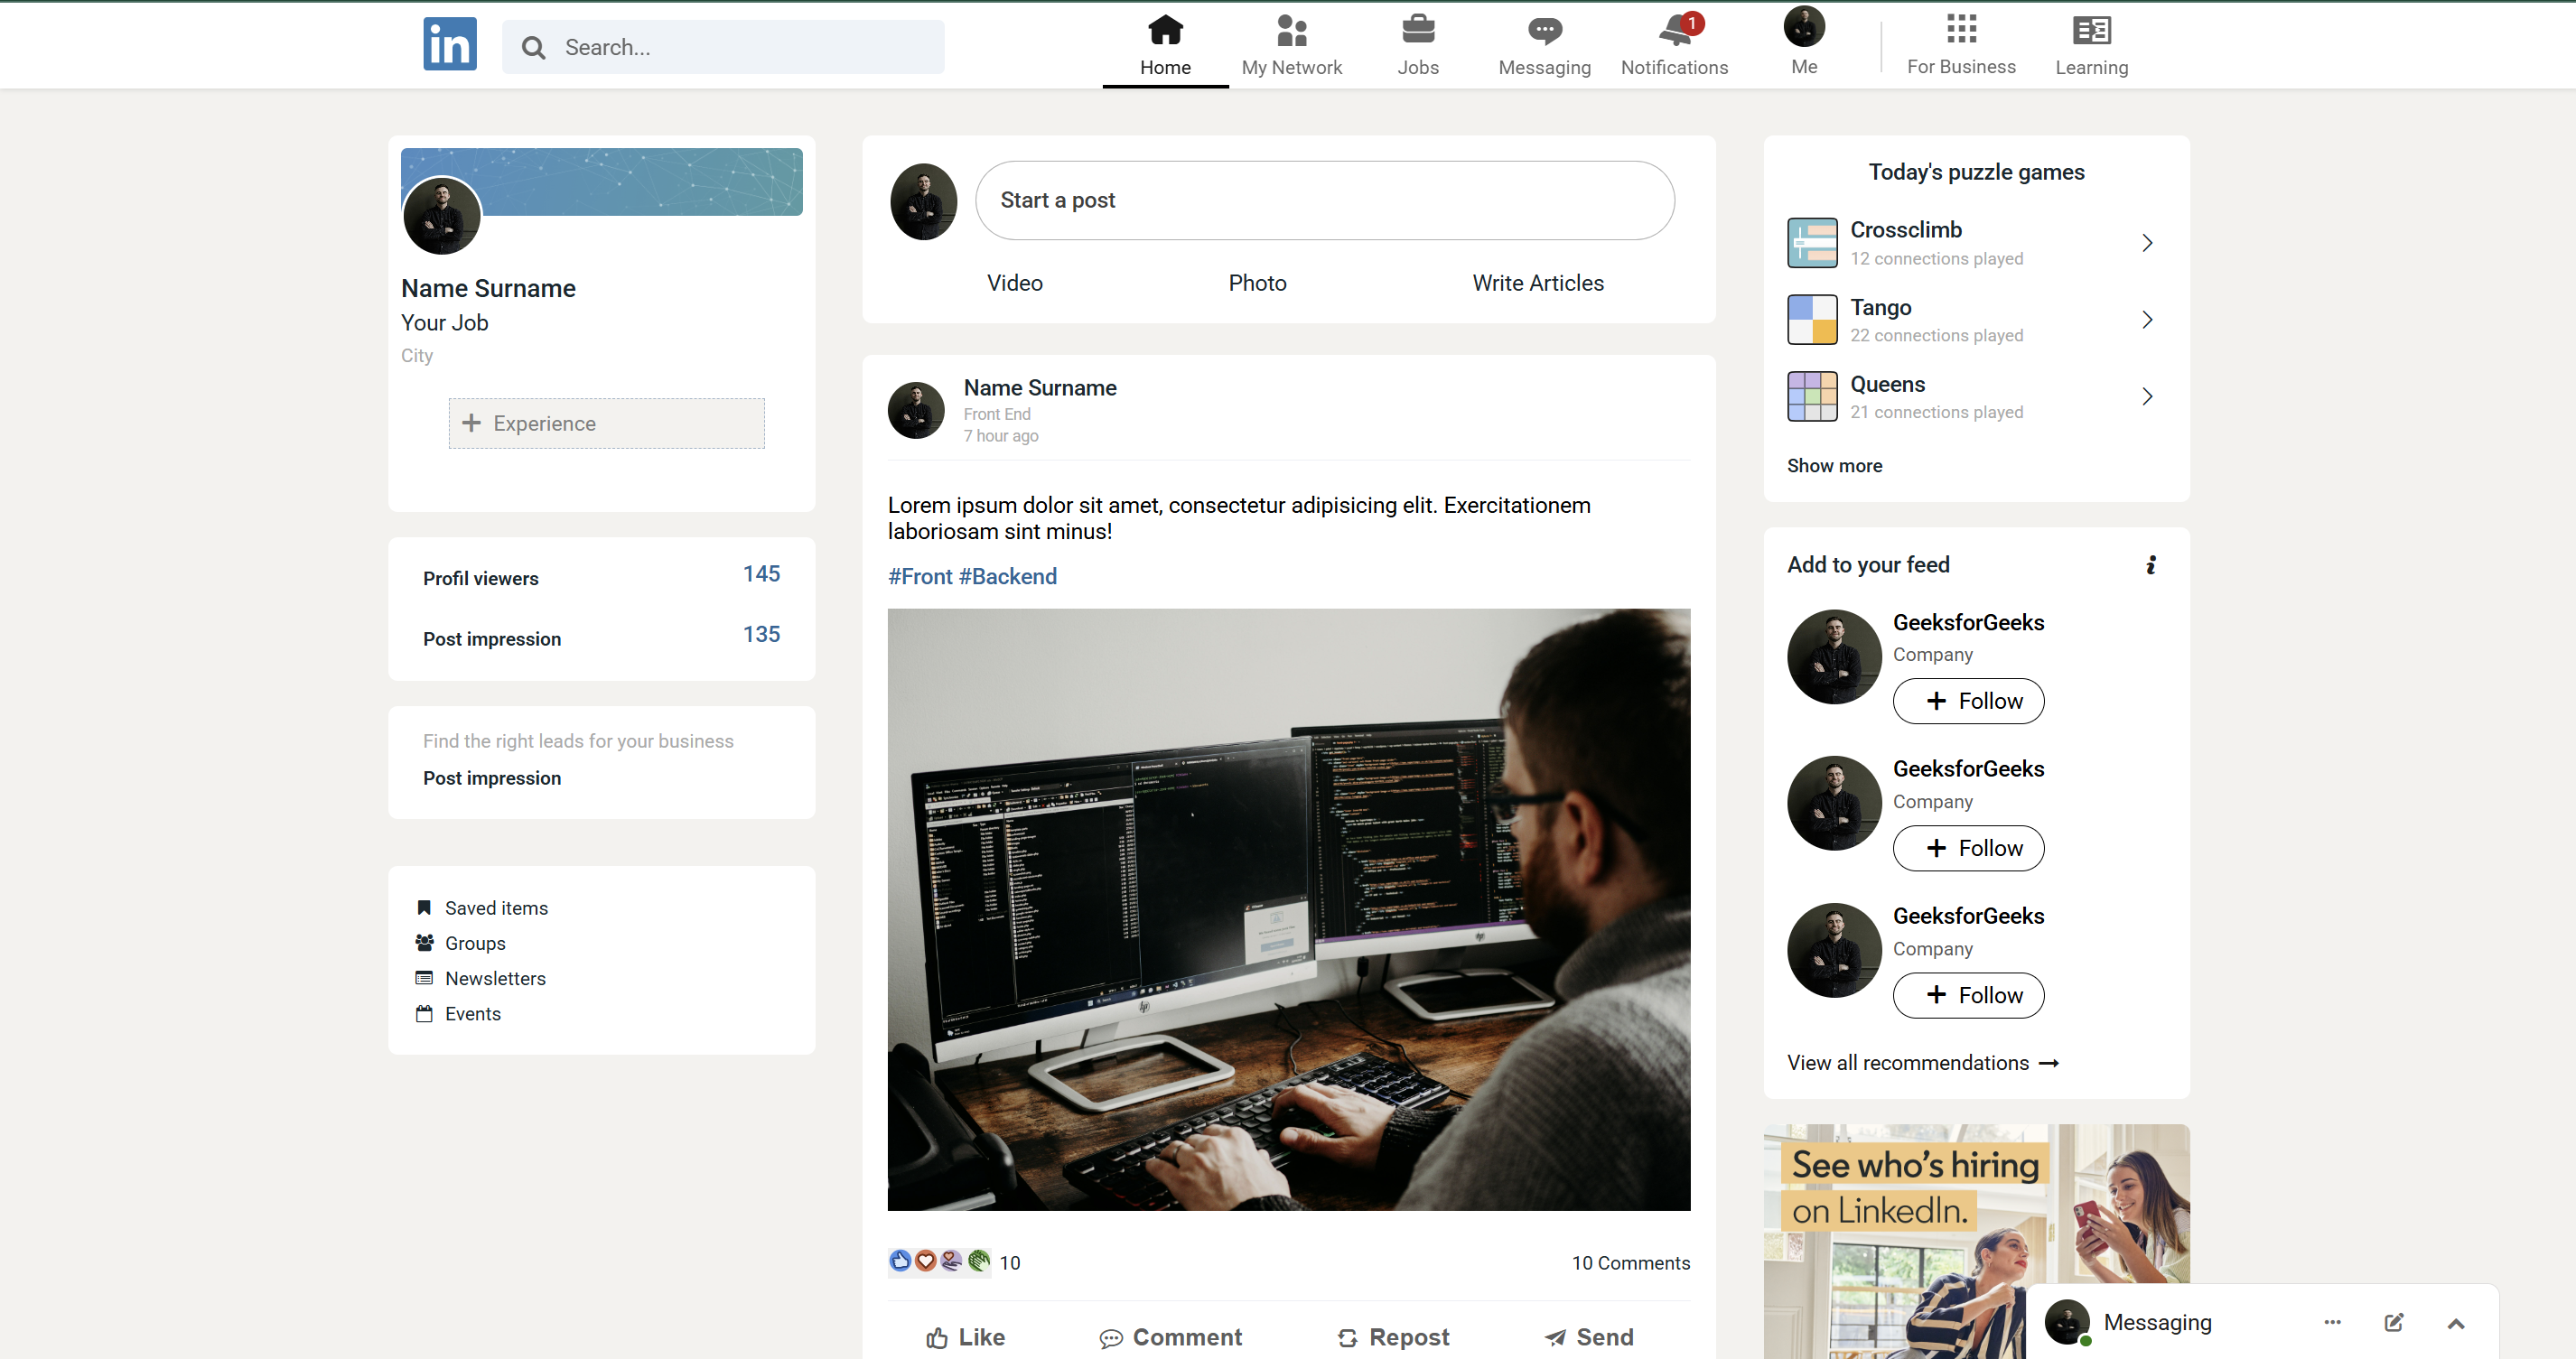 in
Search...
Home
My Network
Jobs
Messaging
1
Notifications
Me
For Business
Learning
Name Surname
Your Job
City
+ Experience
Profil viewers 145
Post impression 135
Find the right leads for your business
Post impression
Saved items
Groups
Newsletters
Events
Start a post
Video Photo Write Articles
Name Surname
Front End
7 hour ago
Lorem ipsum dolor sit amet, consectetur adipisicing elit. Exercitationem
laboriosam sint minus!
#Front #Backend
hp
10 10 Comments
Like Comment Repost Send
Today's puzzle games
Crossclimb
12 connections played
Tango
22 connections played
Queens
21 connections played
Show more
Add to your feed
GeeksforGeeks
Company
+ Follow
GeeksforGeeks
Company
+ Follow
GeeksforGeeks
Company
+ Follow
View all recommendations →
See who's hiring
on LinkedIn.
Messaging